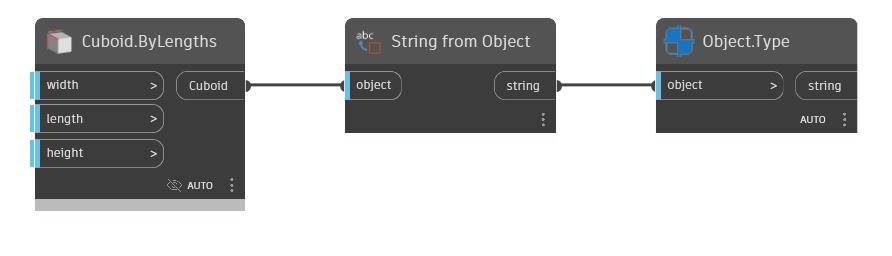 Cuboid.ByLengths
width >
Cuboid
length >
height >
AUTO
abc
String from Object
object
string
Object.Type
object >
string
AUTO